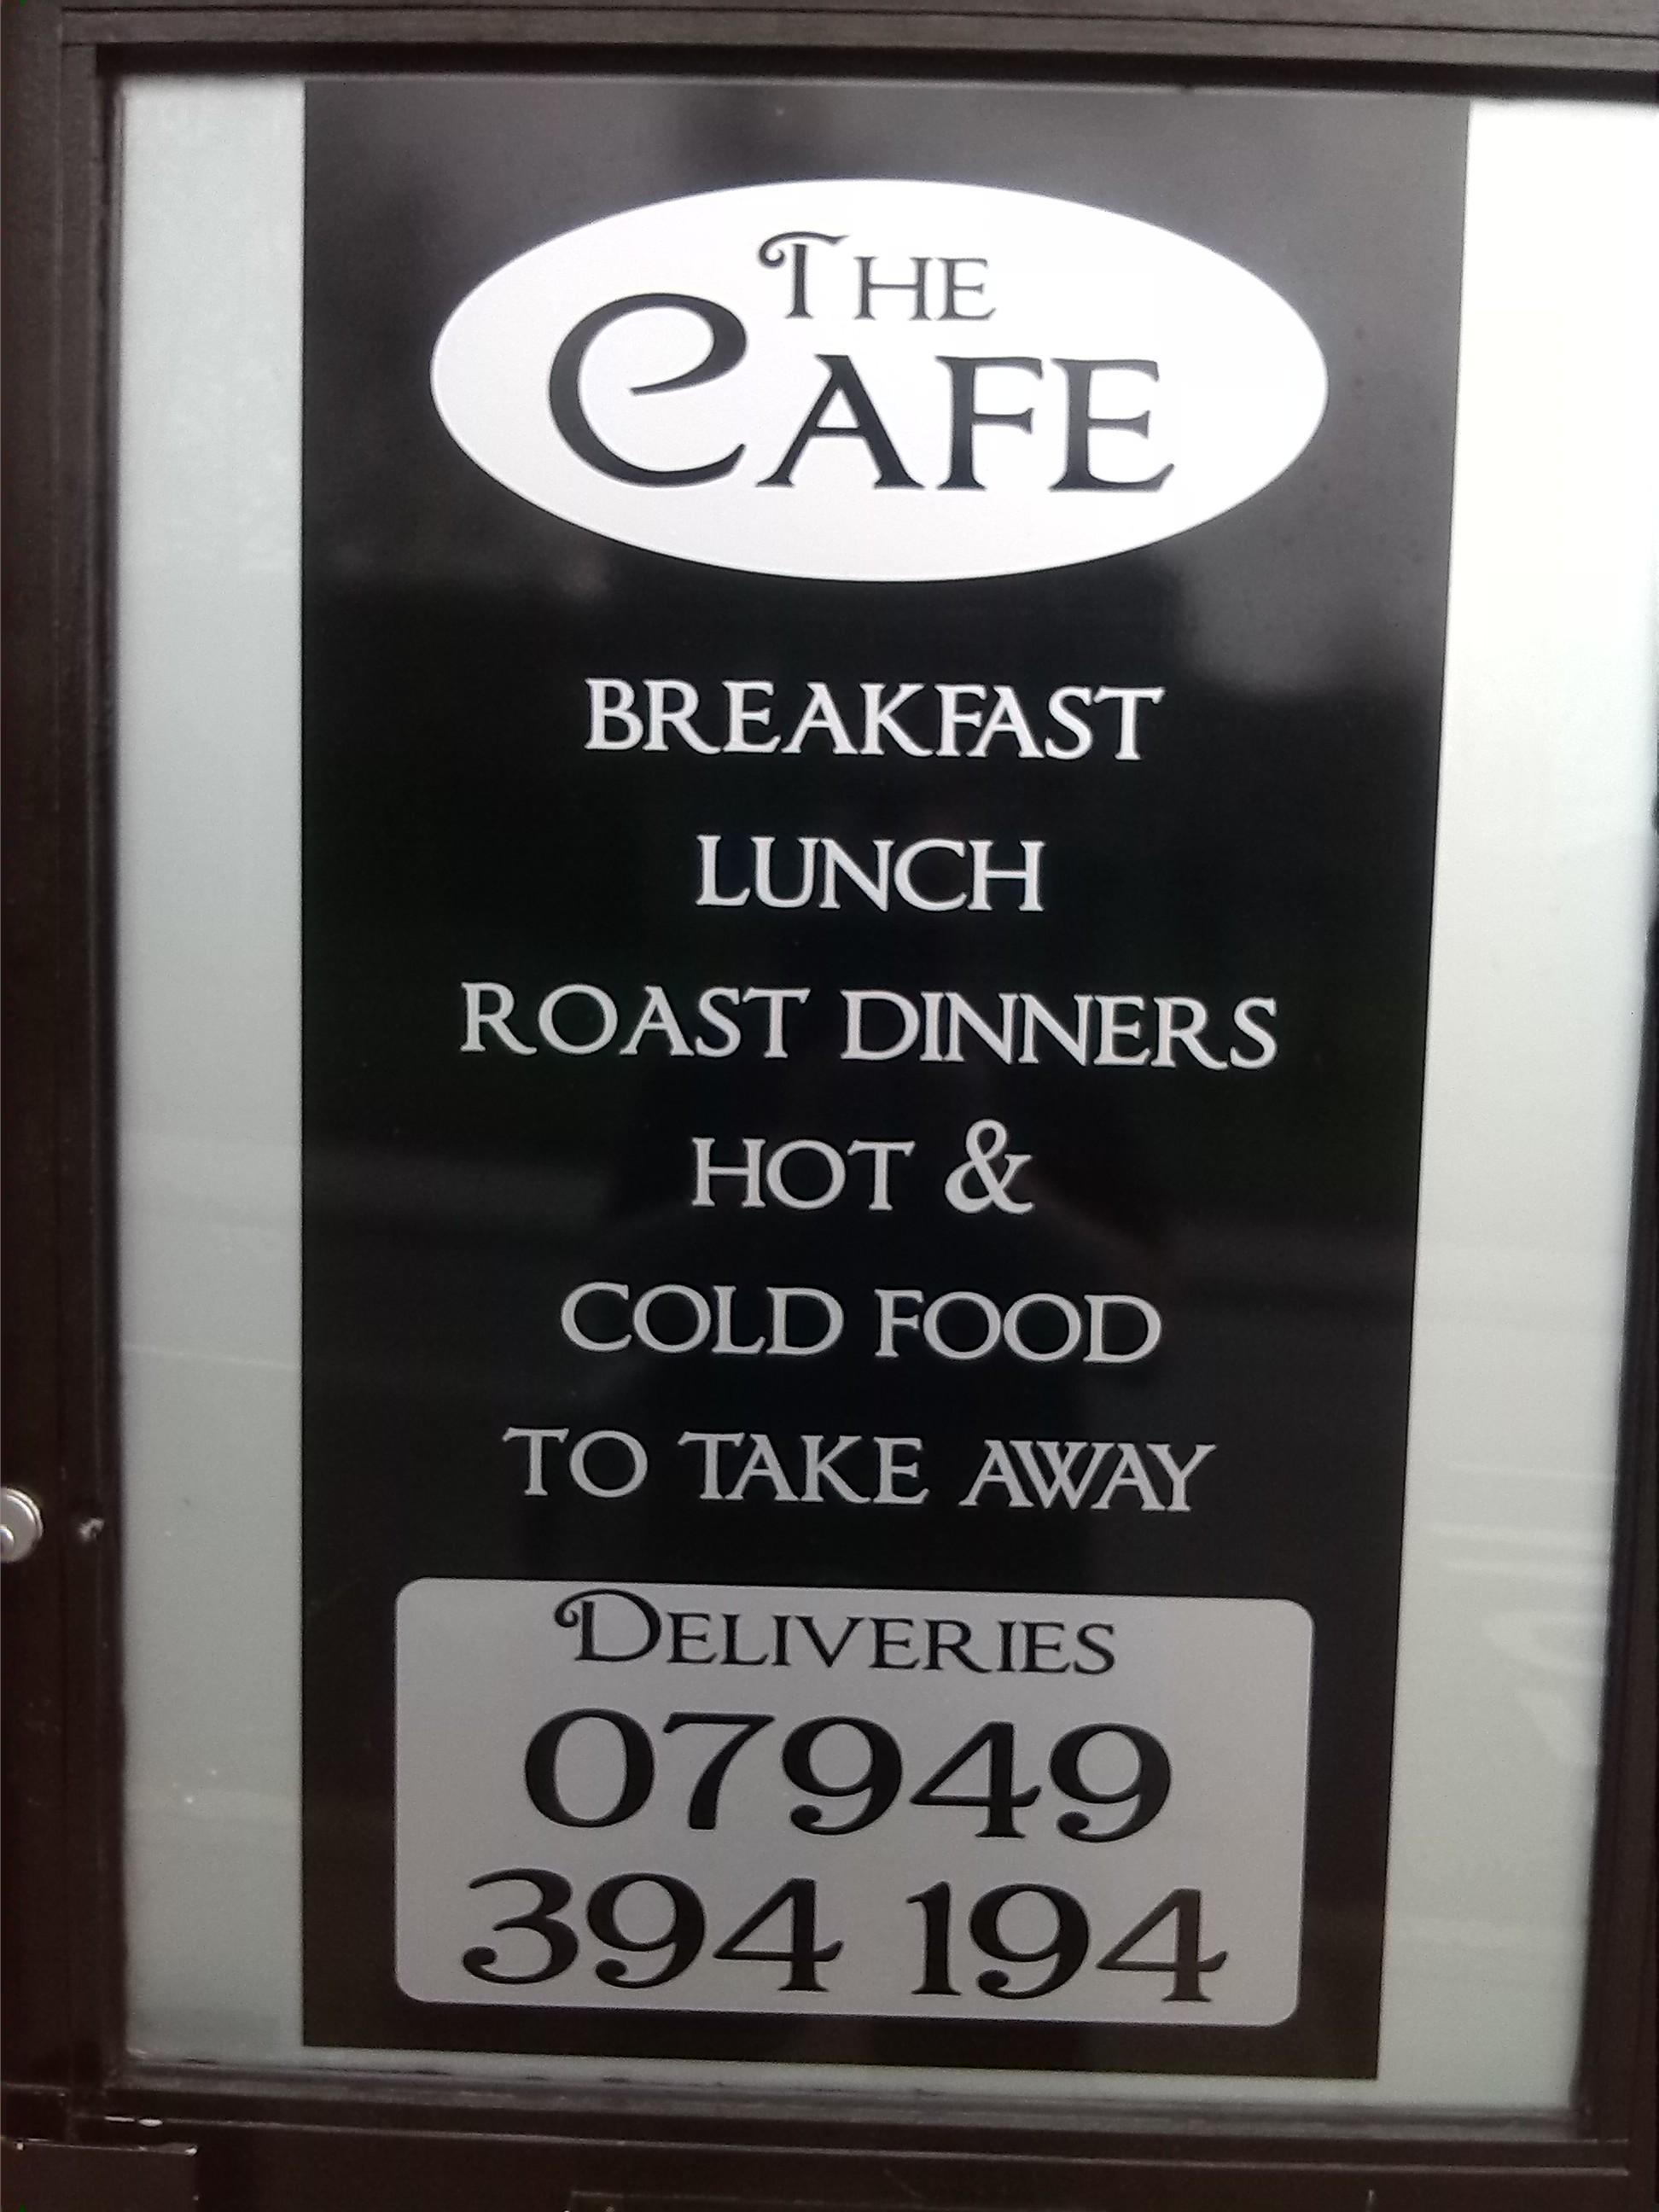 THE
CAFE
BREAKFAST
LUNCH
ROAST DINNERS
HOT &
COLD FOOD
TO TAKE AWAY
DELIVERIES
07949
394 194